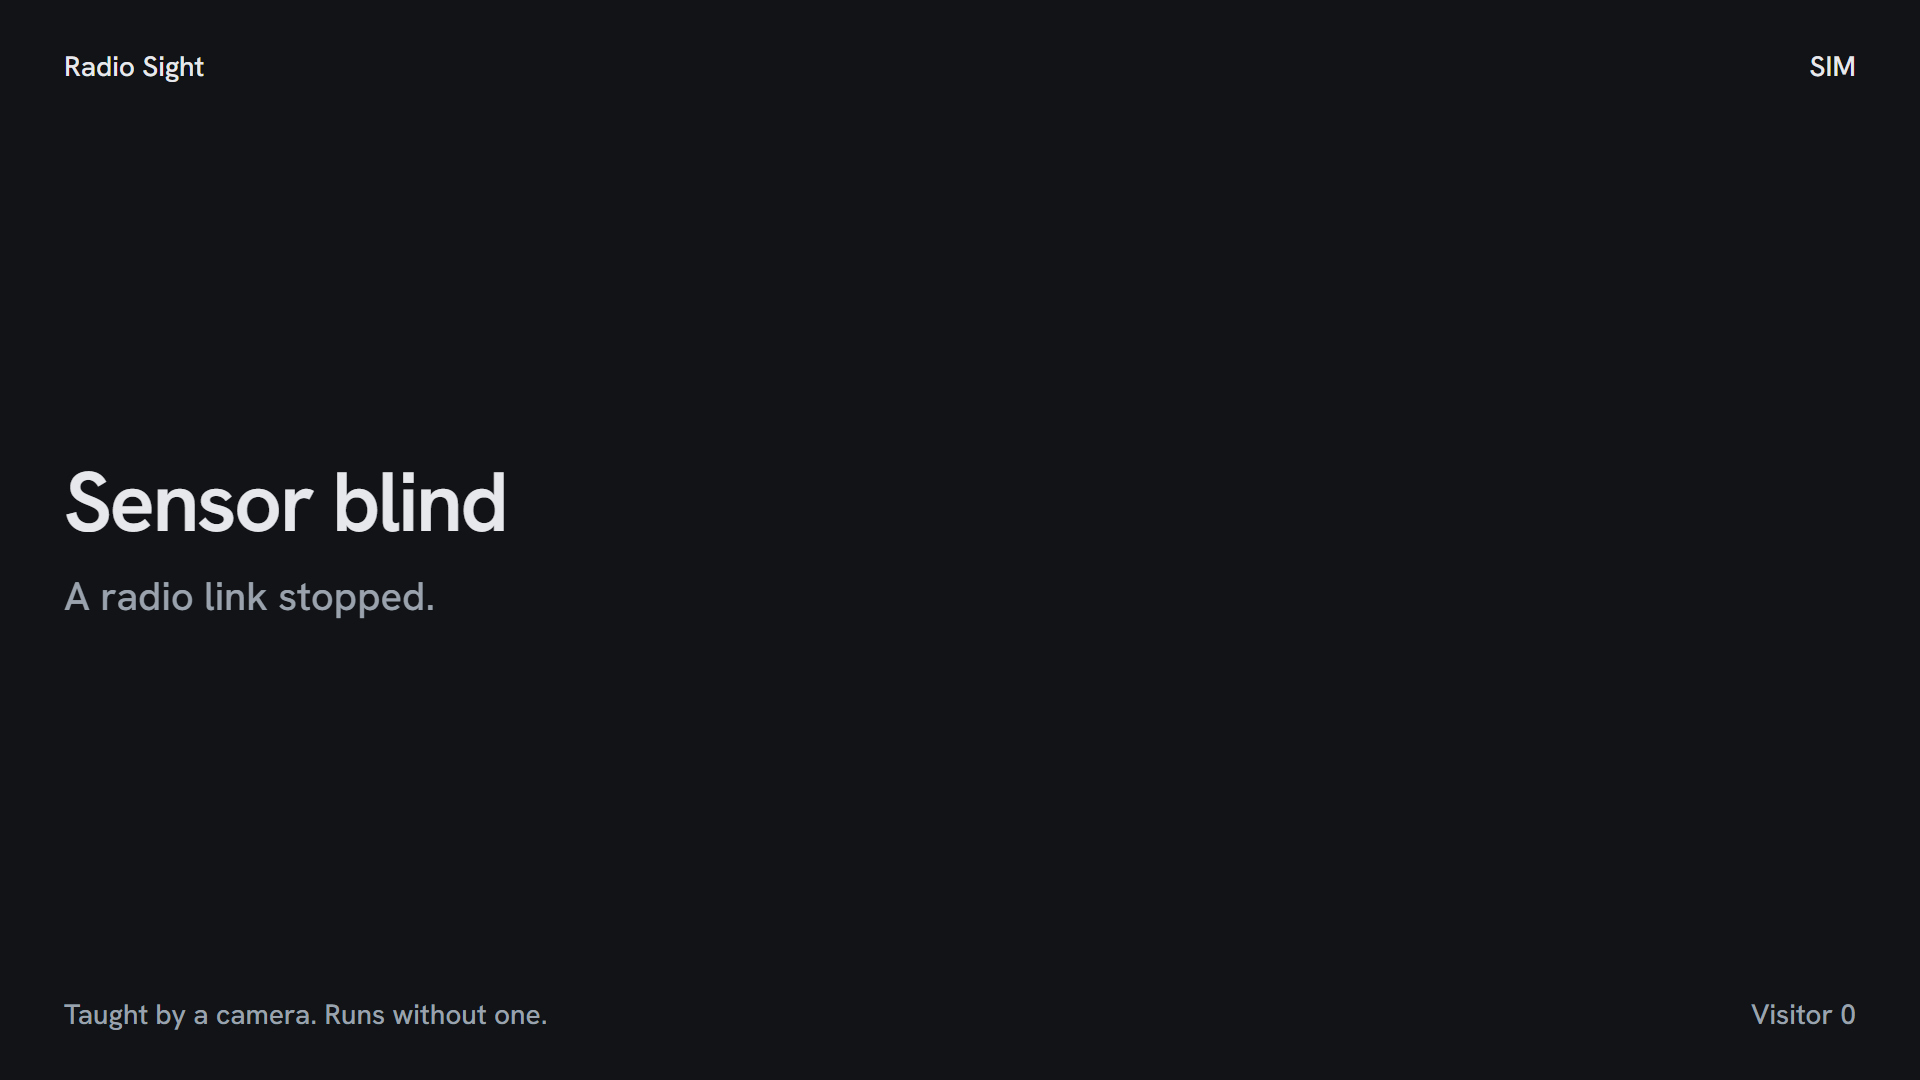 Radio Sight
SIM
Sensor blind
A radio link stopped.
Taught by a camera. Runs without one.
Visitor 0